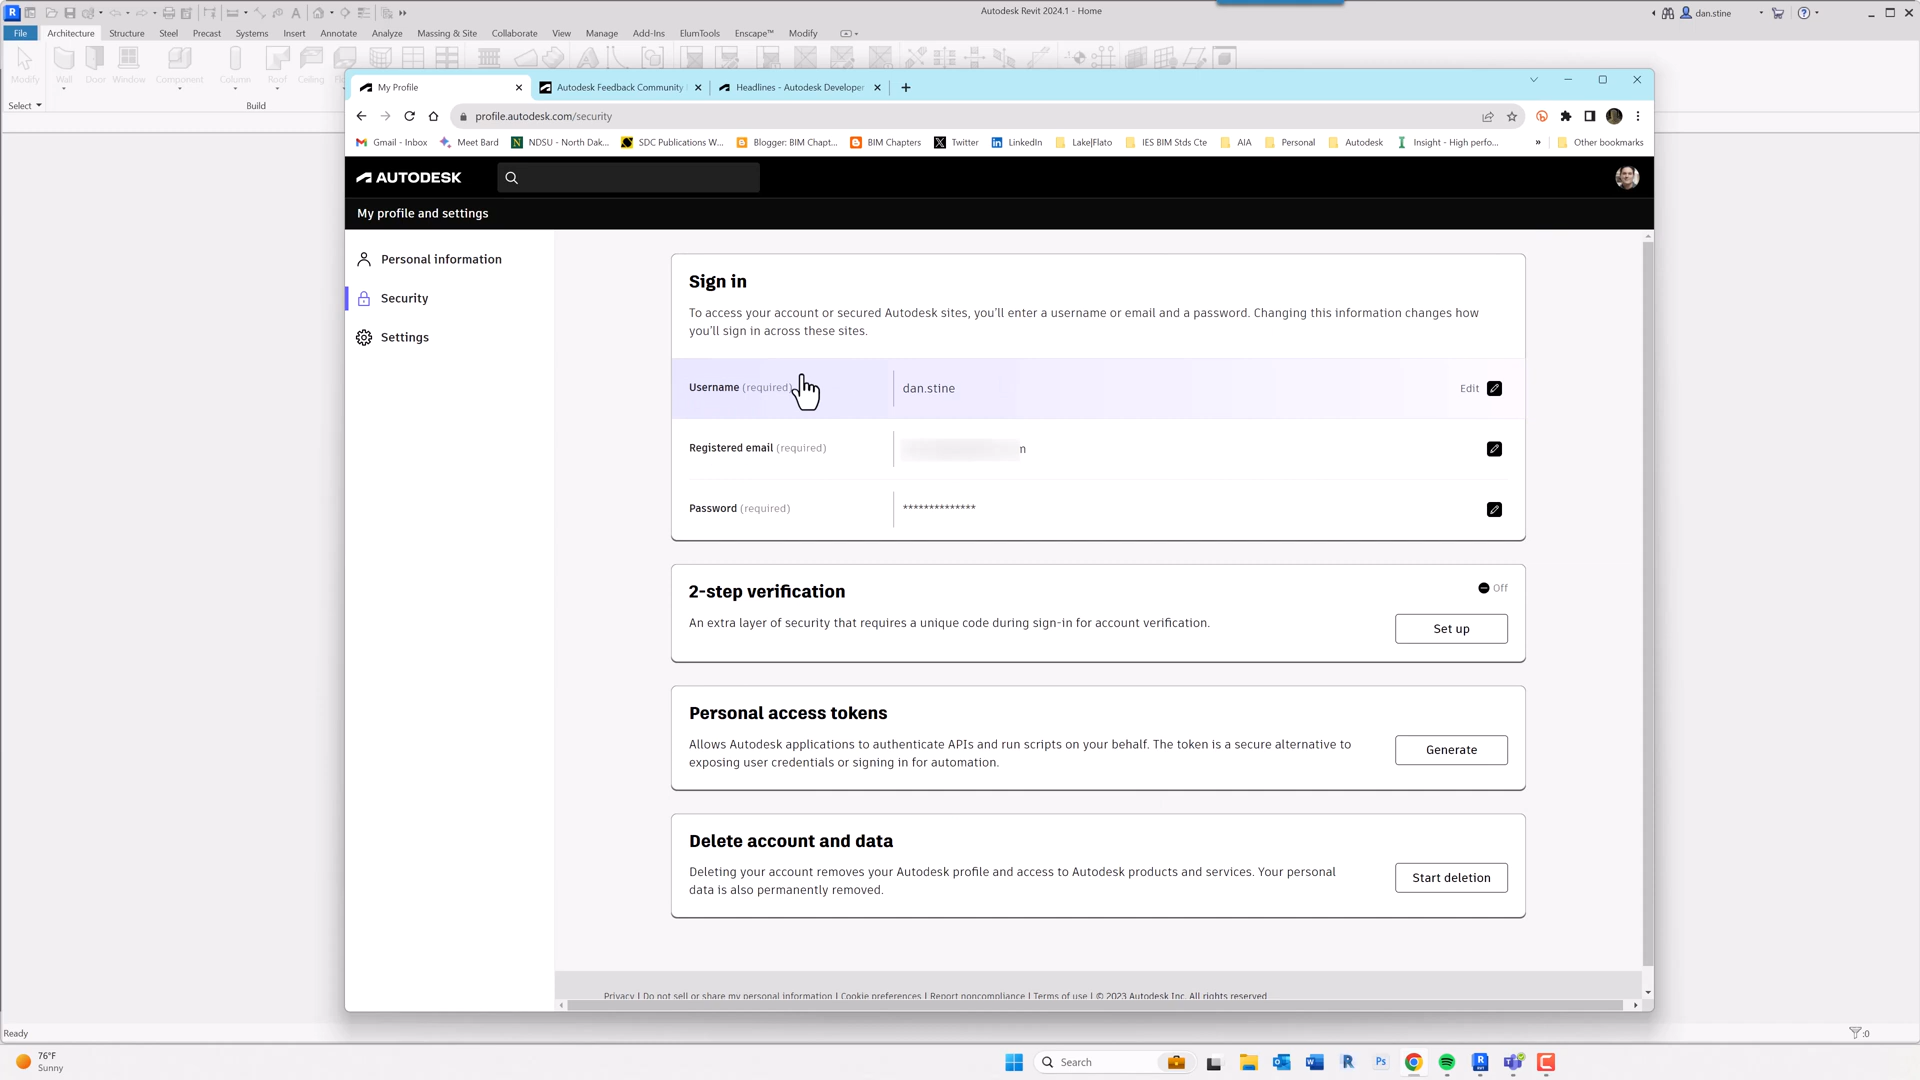 Autodesk Revit 2024.1 - Home
dan.stine
File Architecture Structure Steel Precast Systems Insert Annotate Analyze Massing & Site Collaborate View Manage Add-Ins ElumTools Enscape™ Modify
Modify Wall Door Window Component Column Roof Ceiling
Select
Build
My Profile
Autodesk Feedback Community
Headlines - Autodesk Developer
profile.autodesk.com/security
Gmail - Inbox Meet Bard NDSU - North Dak... SDC Publications W... Blogger: BIM Chapt... BIM Chapters Twitter LinkedIn Lake|Flato IES BIM Stds Cte AIA Personal Autodesk Insight - High perfo... » Other bookmarks
AUTODESK
My profile and settings
Personal information
Security
Settings
Sign in
To access your account or secured Autodesk sites, you'll enter a username or email and a password. Changing this information changes how
you'll sign in across these sites.
Username (required) dan.stine Edit
Registered email (required) m
Password (required) **************
2-step verification
Off
An extra layer of security that requires a unique code during sign-in for account verification.
Set up
Personal access tokens
Allows Autodesk applications to authenticate APIs and run scripts on your behalf. The token is a secure alternative to
exposing user credentials or signing in for automation.
Generate
Delete account and data
Deleting your account removes your Autodesk profile and access to Autodesk products and services. Your personal
data is also permanently removed.
Start deletion
Privacy | Do not sell or share my personal information | Cookie preferences | Report noncompliance | Terms of use | © 2023 Autodesk Inc. All rights reserved
Ready
:0
76°F
Sunny
Search